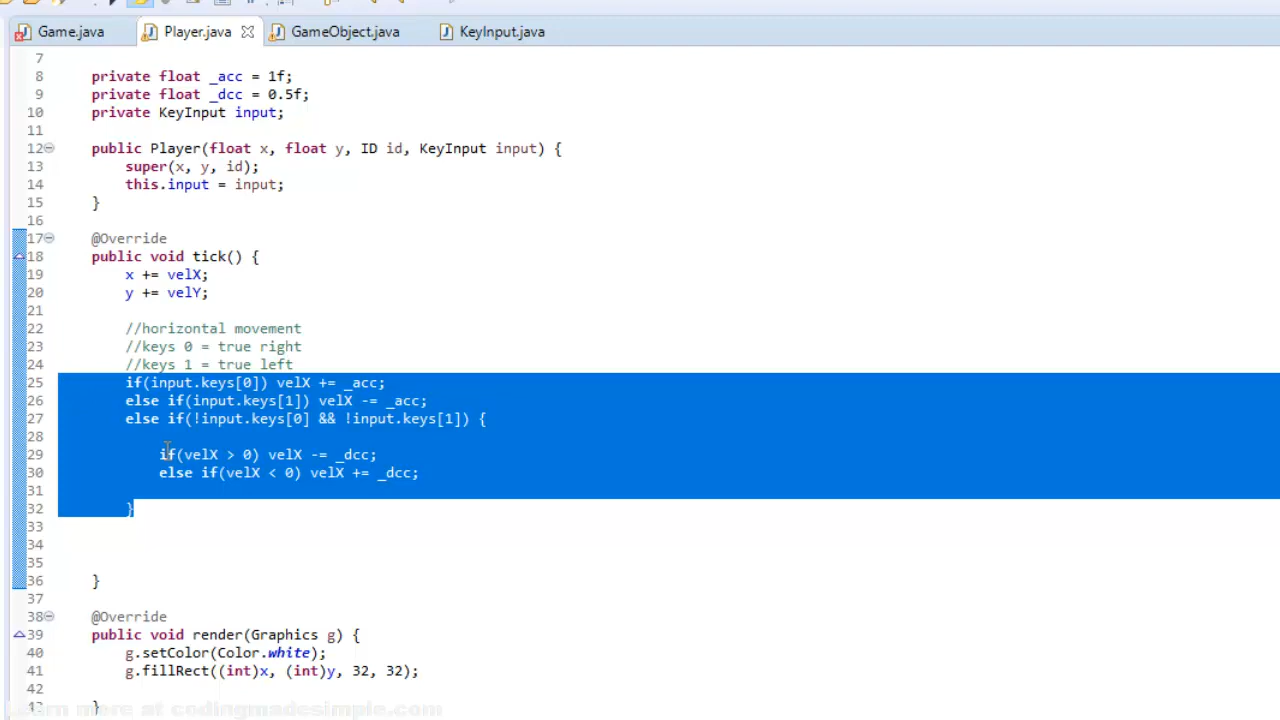 Game.java Player.java GameObject.java KeyInput.java
7
8 private float _acc = 1f;
9 private float _dcc = 0.5f;
10 private KeyInput input;
11
12 public Player(float x, float y, ID id, KeyInput input) {
13 super(x, y, id);
14 this.input = input;
15 }
16
17 @Override
18 public void tick() {
19 x += velX;
20 y += velY;
21
22 //horizontal movement
23 //keys 0 = true right
24 //keys 1 = true left
25 if(input.keys[0]) velX += _acc;
26 else if(input.keys[1]) velX -= _acc;
27 else if(!input.keys[0] && !input.keys[1]) {
28
29 if(velX > 0) velX -= _dcc;
30 else if(velX < 0) velX += _dcc;
31
32 }
33
34
35
36 }
37
38 @Override
39 public void render(Graphics g) {
40 g.setColor(Color.white);
41 g.fillRect((int)x, (int)y, 32, 32);
42
43 }
Learn more at codingmadesimple.com